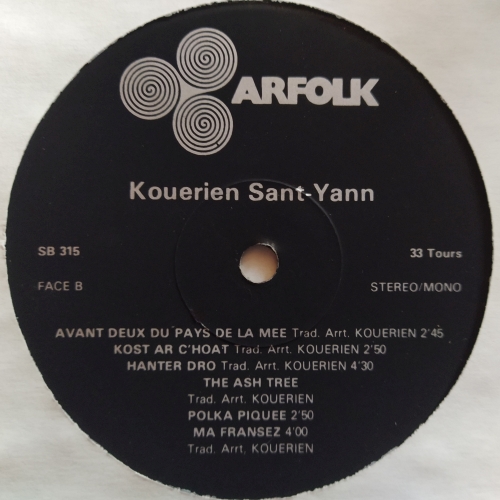 ARFOLK
Kouerien Sant-Yann
SB 315
33 Tours
FACE B
STEREO/MONO
AVANT DEUX DU PAYS DE LA MEE Trad. Arrt. KOUERIEN 2'45
KOST AR C'HOAT Trad. Arrt. KOUERIEN 2'50
HANTER DRO Trad. Arrt. KOUERIEN 4'30
THE ASH TREE
Trad. Arrt. KOUERIEN
POLKA PIQUEE 2'50
MA FRANSEZ 4'00
Trad. Arrt. KOUERIEN